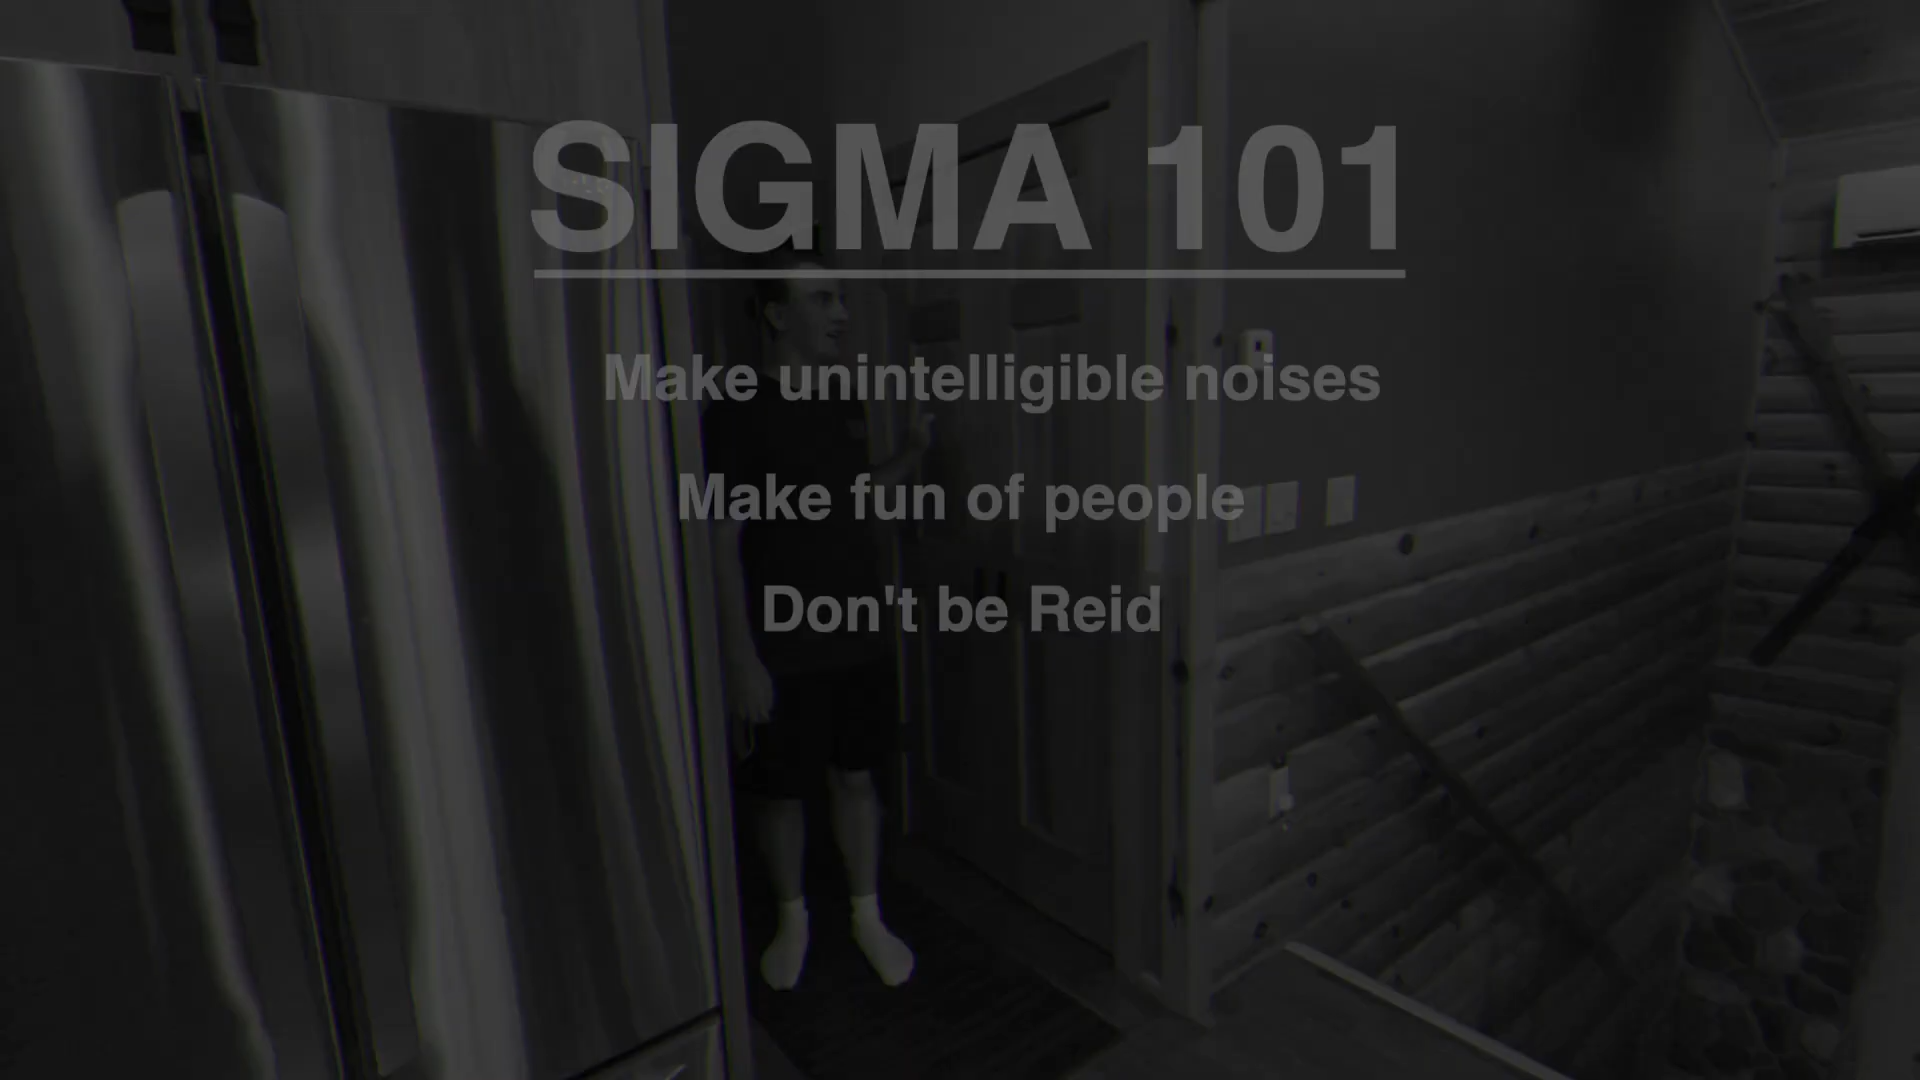 SIGMA 101
Make unintelligible noises
Make fun of people
Don't be Reid